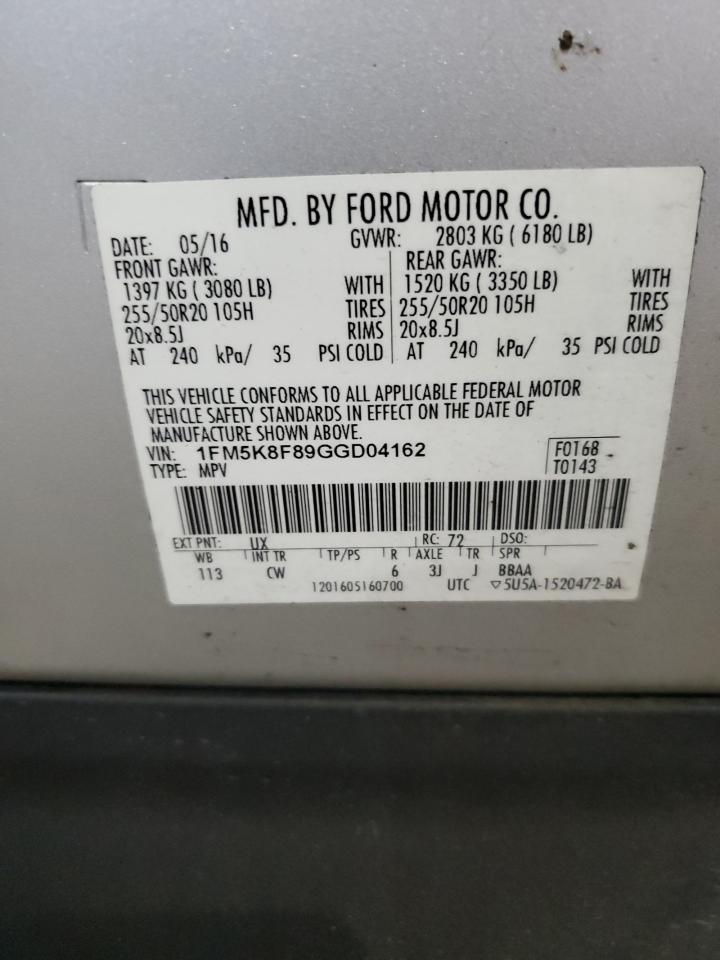 MFD. BY FORD MOTOR CO.
DATE: 05/16 GVWR: 2803 KG ( 6180 LB)
FRONT GAWR: REAR GAWR:
1397 KG ( 3080 LB) WITH 1520 KG ( 3350 LB) WITH
255/50R20 105H TIRES 255/50R20 105H TIRES
20x8.5J RIMS 20x8.5J RIMS
AT 240 kPa/ 35 PSI COLD AT 240 kPa/ 35 PSI COLD
THIS VEHICLE CONFORMS TO ALL APPLICABLE FEDERAL MOTOR
VEHICLE SAFETY STANDARDS IN EFFECT ON THE DATE OF
MANUFACTURE SHOWN ABOVE.
VIN: 1FM5K8F89GGD04162 F0168
TYPE: MPV T0143
EXT PNT: UX RC: 72 DSO:
WB INT TR TP/PS R AXLE TR SPR
113 CW 6 3J J BBAA
1201605160700 UTC ▽5U5A-1520472-BA